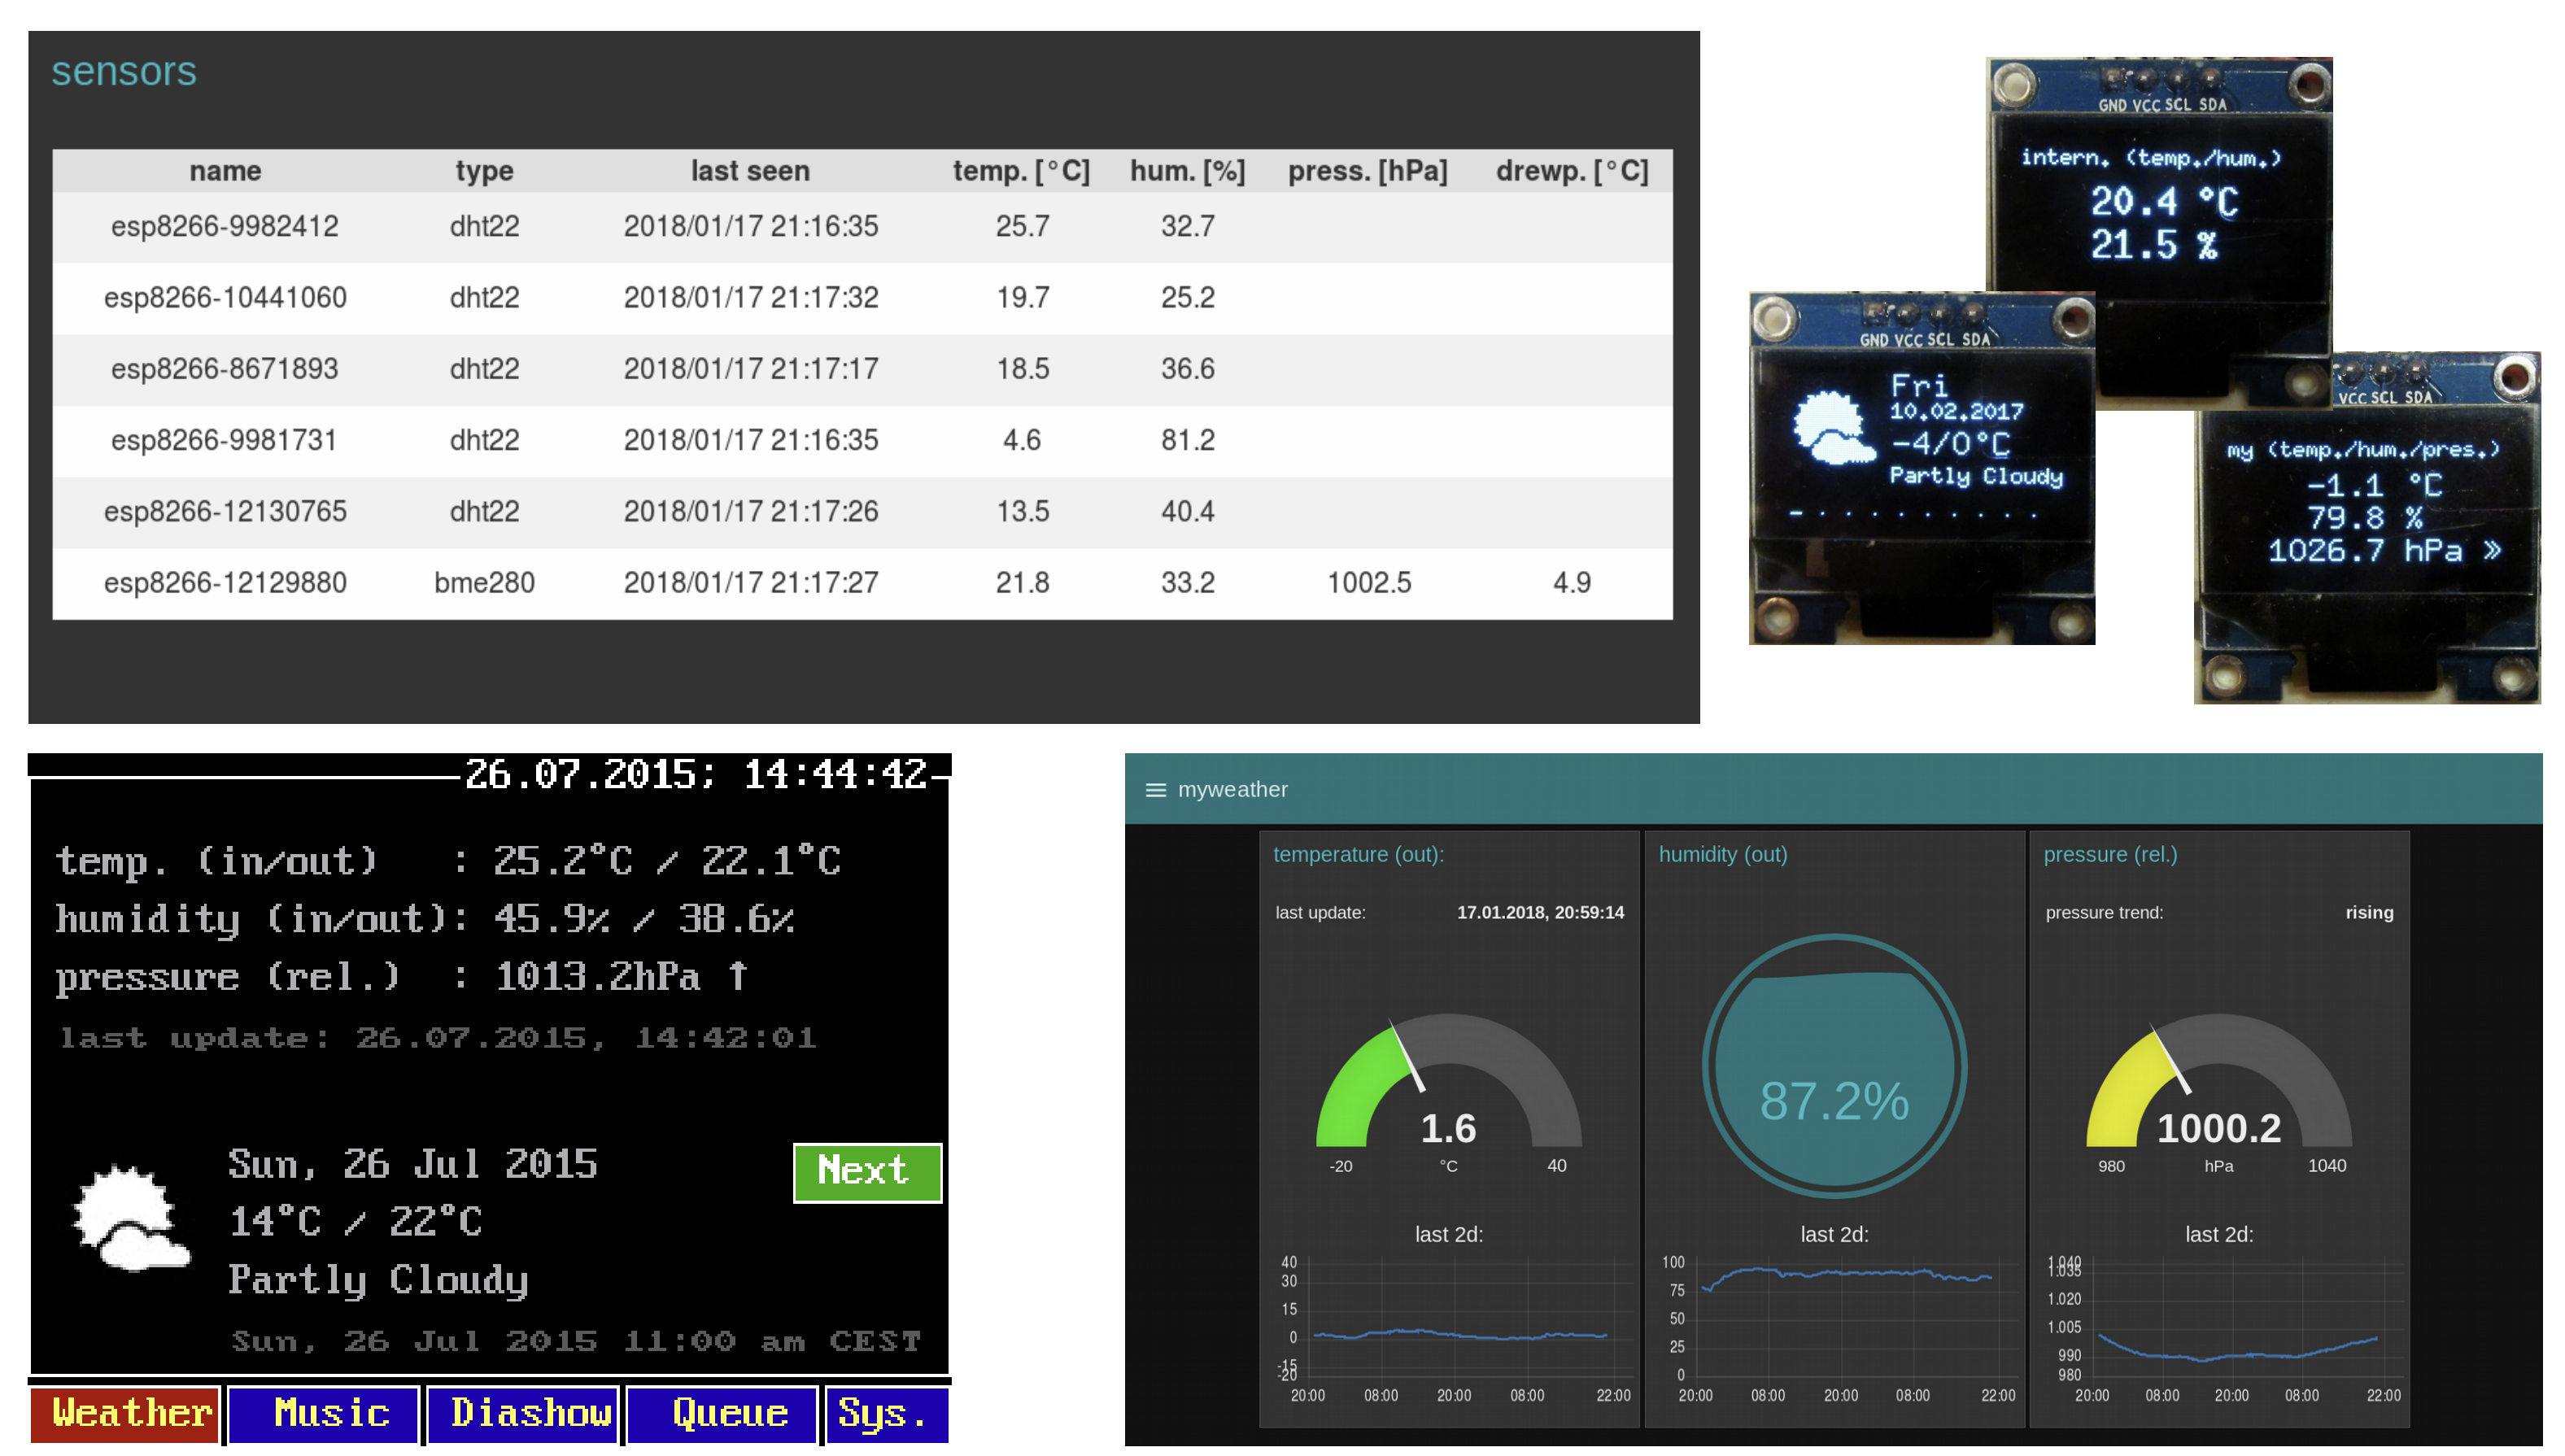 sensors
name type last seen temp. [°C] hum. [%] press. [hPa] drewp. [°C]
esp8266-9982412 dht22 2018/01/17 21:16:35 25.7 32.7
esp8266-10441060 dht22 2018/01/17 21:17:32 19.7 25.2
esp8266-8671893 dht22 2018/01/17 21:17:17 18.5 36.6
esp8266-9981731 dht22 2018/01/17 21:16:35 4.6 81.2
esp8266-12130765 dht22 2018/01/17 21:17:26 13.5 40.4
esp8266-12129880 bme280 2018/01/17 21:17:27 21.8 33.2 1002.5 4.9
GND VCC SCL SDA
intern. (temp./hum.)
20.4 °C
21.5 %
GND VCC SCL SDA
Fri
10.02.2017
-4/0°C
Partly Cloudy
VCC SCL SDA
my (temp./hum./pres.)
-1.1 °C
79.8 %
1026.7 hPa »
26.07.2015; 14:44:42
temp. (in/out) : 25.2°C / 22.1°C
humidity (in/out): 45.9% / 38.6%
pressure (rel.) : 1013.2hPa ↑
last update: 26.07.2015, 14:42:01
Sun, 26 Jul 2015
Next
14°C / 22°C
Partly Cloudy
Sun, 26 Jul 2015 11:00 am CEST
Weather Music Diashow Queue Sys.
myweather
temperature (out):
last update: 17.01.2018, 20:59:14
1.6
-20 °C 40
last 2d:
40
30
15
0
-15
-20
20:00 08:00 20:00 08:00 22:00
humidity (out)
87.2%
last 2d:
100
75
50
25
0
20:00 08:00 20:00 08:00 22:00
pressure (rel.)
pressure trend: rising
1000.2
980 hPa 1040
last 2d:
1.040
1.035
1.020
1.005
990
980
20:00 08:00 20:00 08:00 22:00